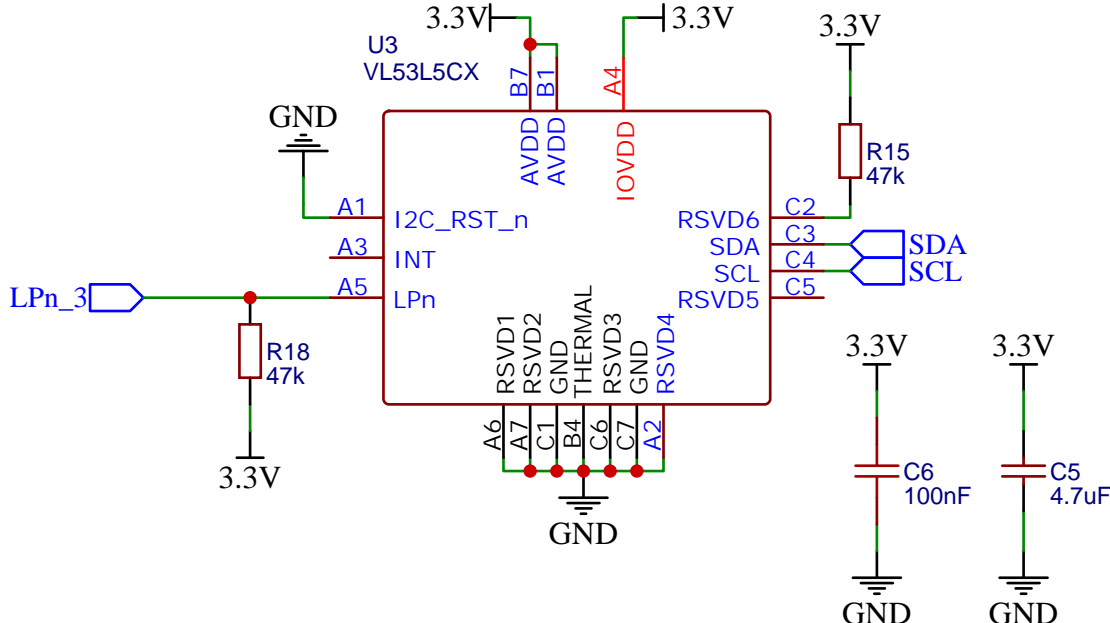 3.3V
3.3V
3.3V
U3
VL53L5CX
B7
B1
A4
GND
AVDD
AVDD
IOVDD
R15
47k
A1
I2C_RST_n
RSVD6
C2
A3
INT
SDA
C3
SDA
SCL
C4
SCL
LPn_3
A5
LPn
RSVD5
C5
R18
47k
RSVD1
RSVD2
GND
THERMAL
RSVD3
GND
RSVD4
3.3V
3.3V
A6
A7
C1
B4
C6
C7
A2
3.3V
C6
100nF
C5
4.7uF
GND
GND
GND